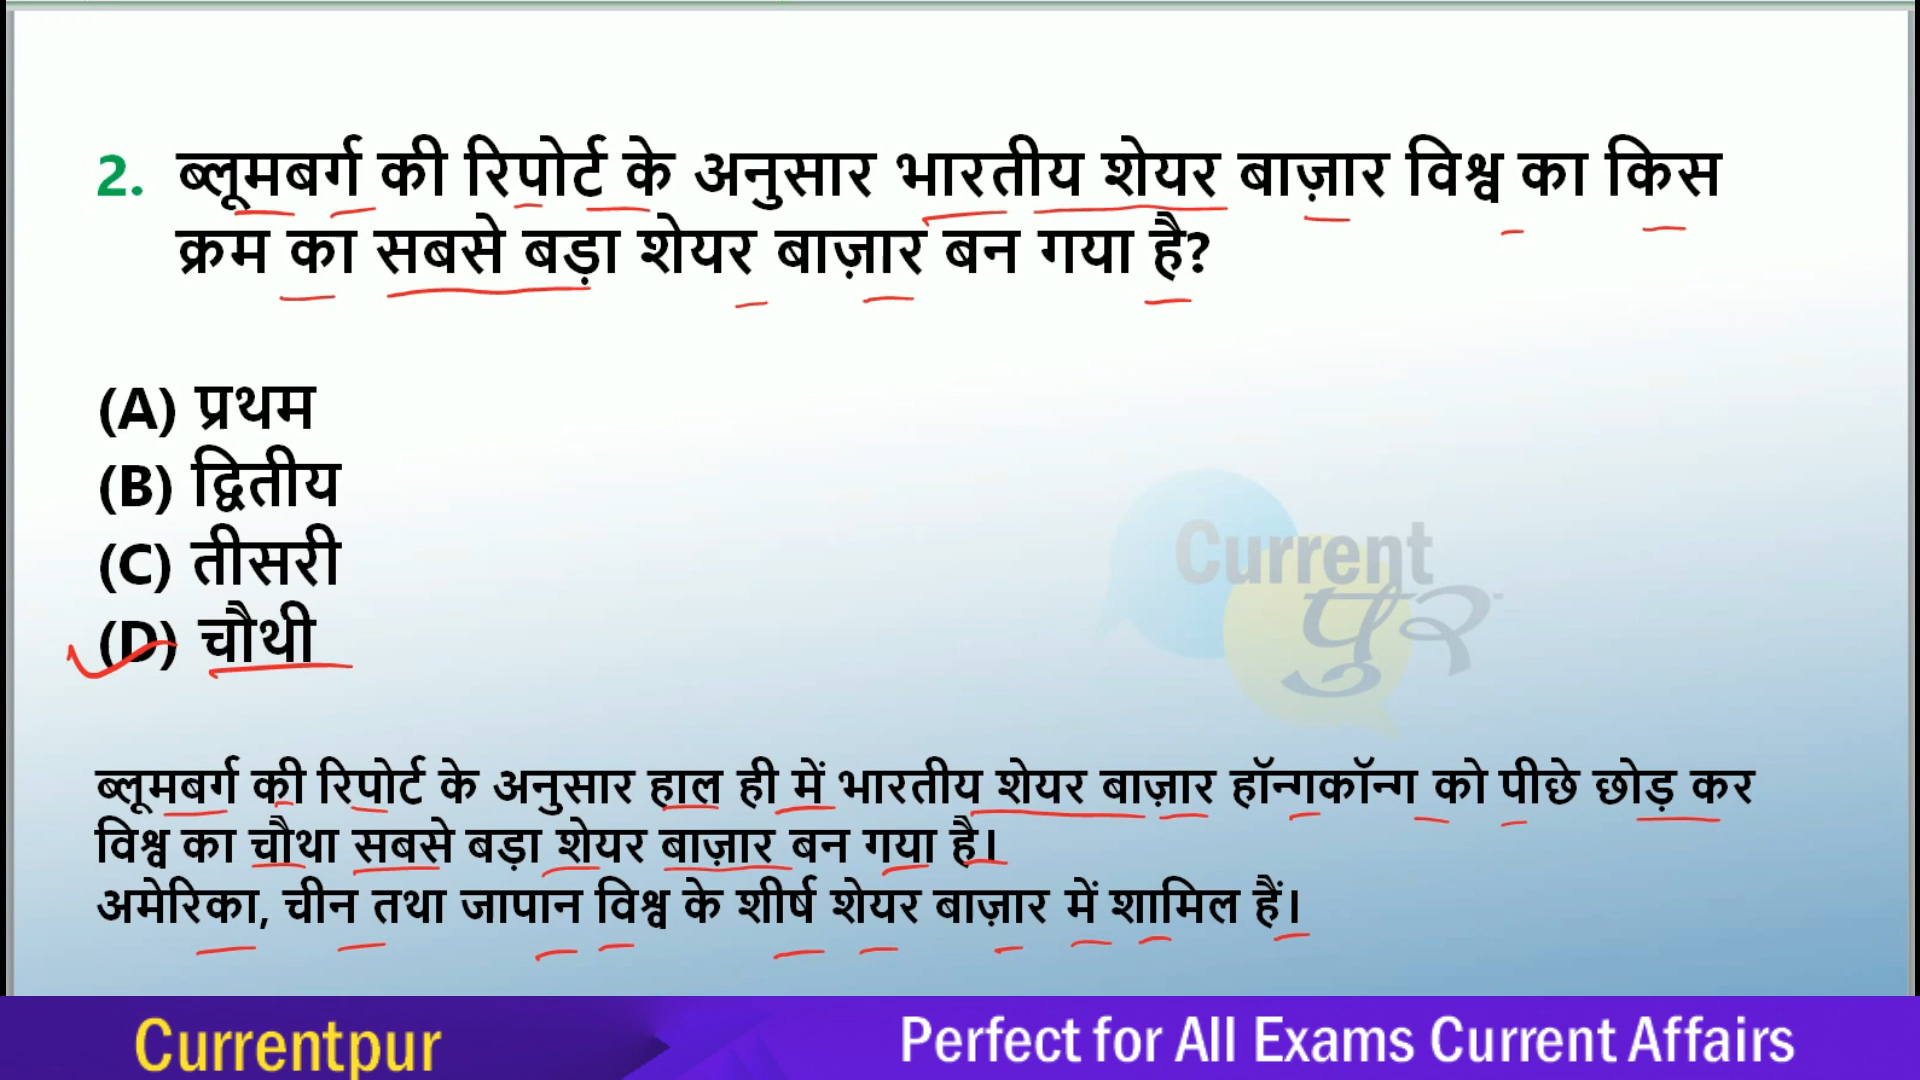 2. ब्लूमबर्ग की रिपोर्ट के अनुसार भारतीय शेयर बाज़ार विश्व का किस
क्रम का सबसे बड़ा शेयर बाज़ार बन गया है?
(A) प्रथम
(B) द्वितीय
(C) तीसरी
(D) चौथी
Current
पुर
ब्लूमबर्ग की रिपोर्ट के अनुसार हाल ही में भारतीय शेयर बाज़ार हॉन्गकॉन्ग को पीछे छोड़ कर
विश्व का चौथा सबसे बड़ा शेयर बाज़ार बन गया है।
अमेरिका, चीन तथा जापान विश्व के शीर्ष शेयर बाज़ार में शामिल हैं।
Currentpur
Perfect for All Exams Current Affairs